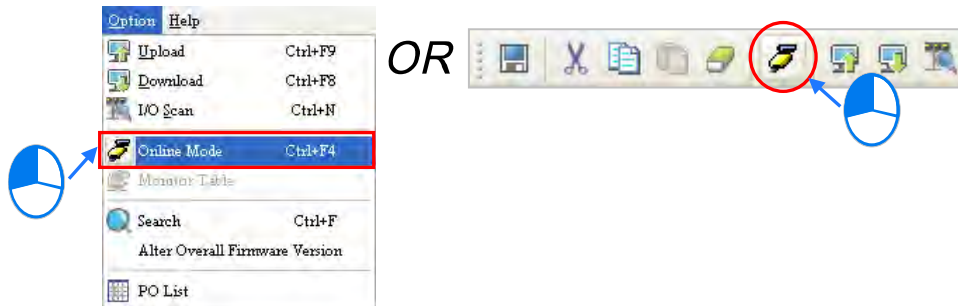 Option Help
Upload Ctrl+F9
Download Ctrl+F8
I/O Scan Ctrl+N
Online Mode Ctrl+F4
Monitor Table
Search Ctrl+F
Alter Overall Firmware Version
PO List
OR